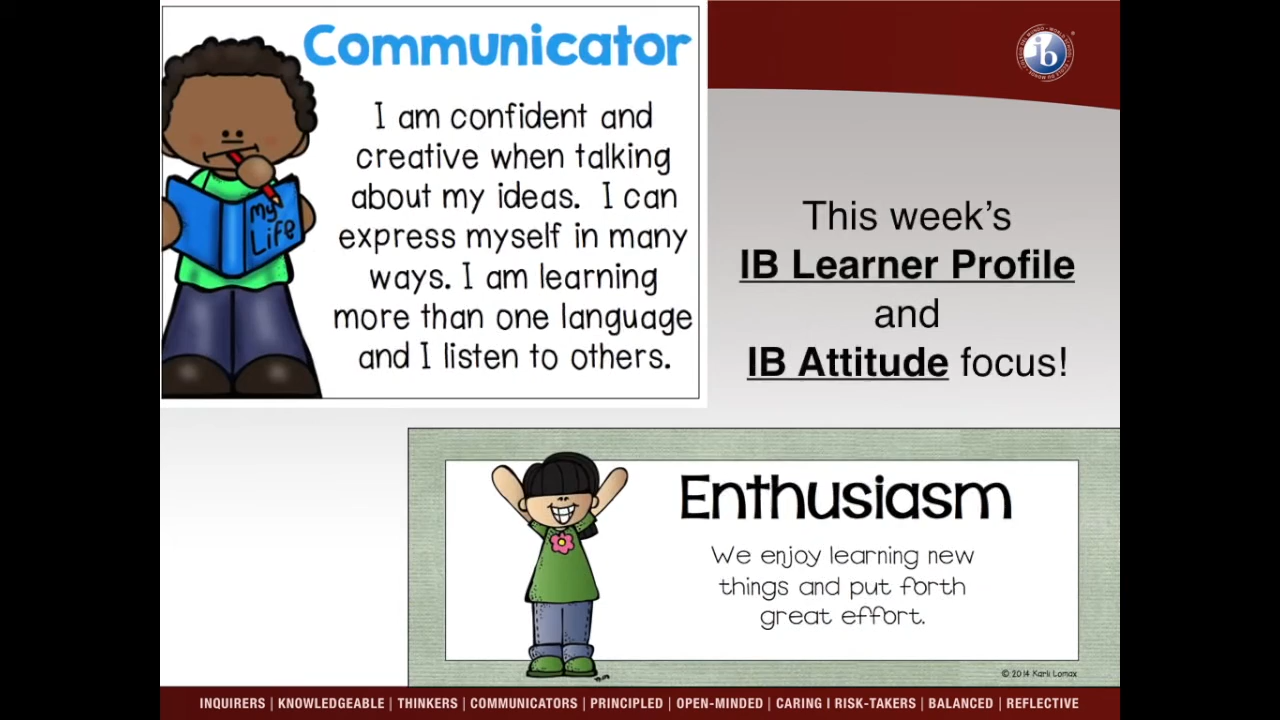 Communicator
I am confident and
creative when talking
about my ideas. I can
express myself in many
ways. I am learning
more than one language
and I listen to others.
My
Life
ib
This week's
IB Learner Profile
and
IB Attitude focus!
Enthusiasm
We enjoy learning new
things and put forth
great effort.
© 2014 Karli Lomax
INQUIRERS | KNOWLEDGEABLE | THINKERS | COMMUNICATORS | PRINCIPLED | OPEN-MINDED | CARING I RISK-TAKERS | BALANCED | REFLECTIVE